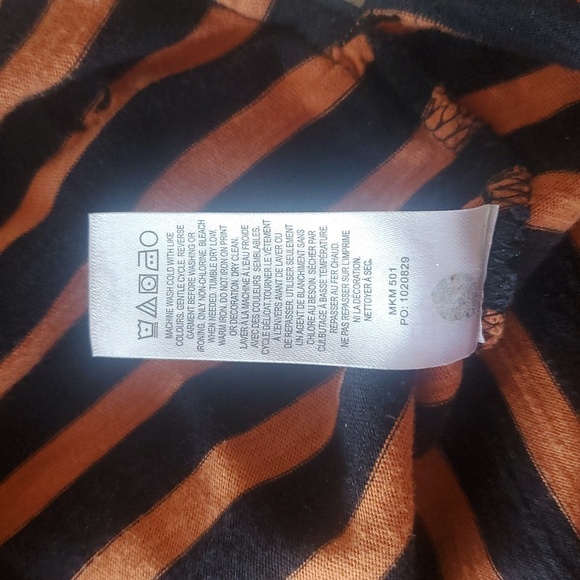 MACHINE WASH COLD WITH LIKE
COLOURS. GENTLE CYCLE. REVERSE
GARMENT BEFORE WASHING OR
IRONING. ONLY NON-CHLORINE. BLEACH
WHEN NEEDED. TUMBLE DRY LOW.
WARM IRON, DO NOT IRON ON PRINT
OR DECORATION, DRY CLEAN.
LAVER À LA MACHINE À L'EAU FROIDE
AVEC DES COULEURS SEMBLABLES.
CYCLE DÉLICAT.TOURNER LE VÊTEMENT
À L'ENVERS AVANT DE LAVER OU
DE REPASSER. UTILISER SEULEMENT
UN AGENT DE BLANCHIMENT SANS
CHLORE AU BESOIN. SÉCHER PAR
CULBUTAGE À BASSE TEMPÉRATURE.
REPASSER AU FER CHAUD.
NE PAS REPASSER SUR L'IMPRIME
NI LA DÉCORATION.
NETTOYER À SEC.
MKM 501
PO: 1020829